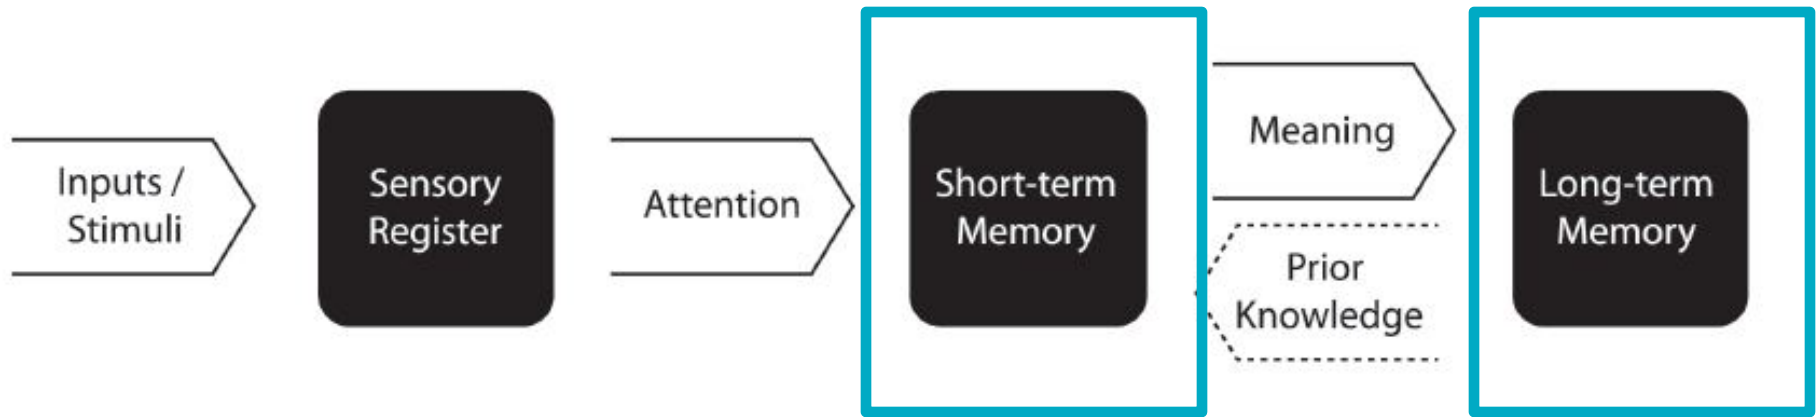 Inputs /
Stimuli
Sensory
Register
Attention
Short-term
Memory
Meaning
Prior
Knowledge
Long-term
Memory